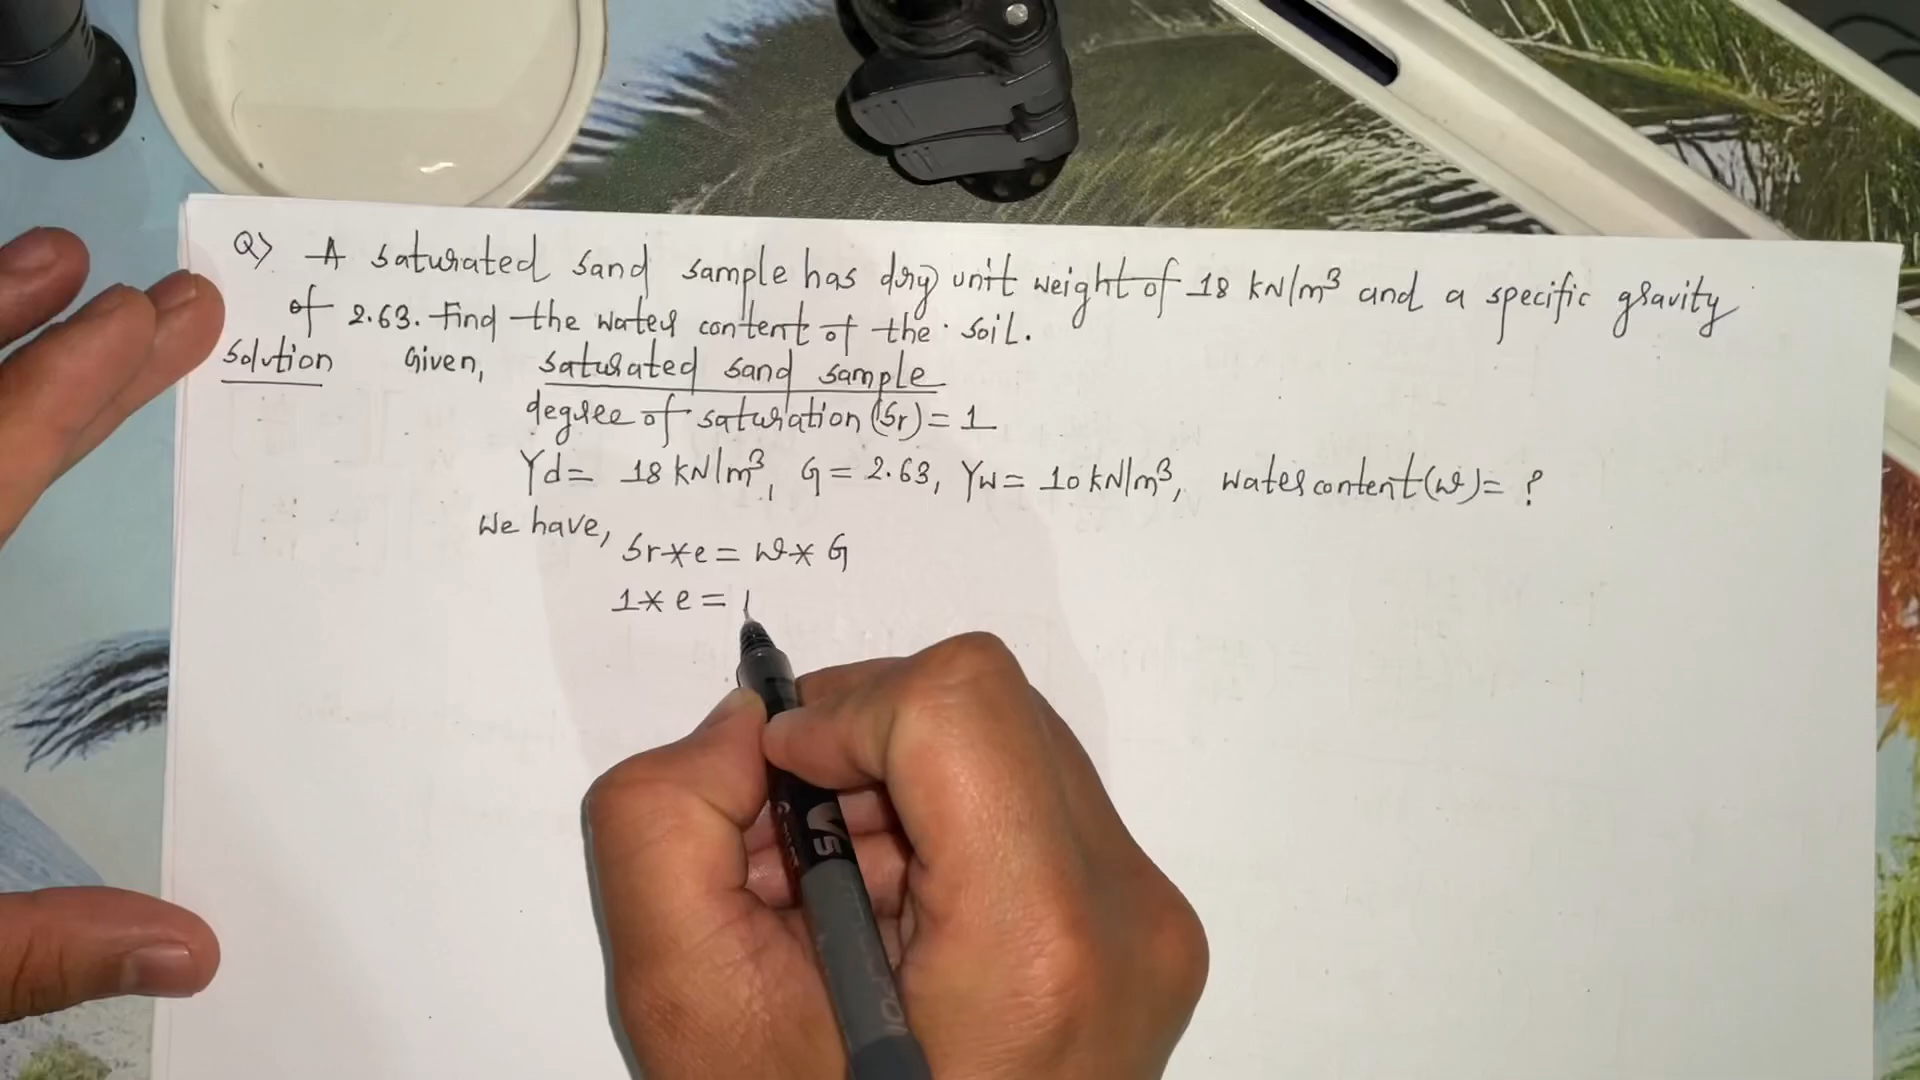 Q> A saturated sand sample has dry unit weight of 18 kN/m³ and a specific gravity
of 2.63. Find the water content of the soil.
Solution Given, saturated sand sample
degree of saturation (Sr) = 1
γd = 18 kN/m³, G = 2.63, γw = 10 kN/m³, water content (w) = ?
We have,
Sr*e = w*G
1*e =
V5